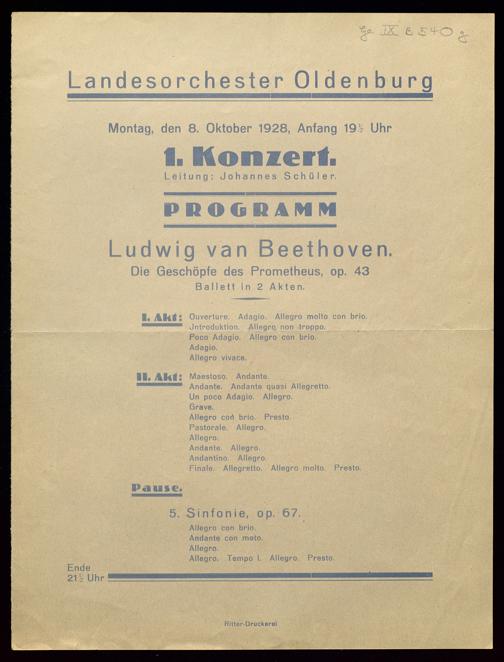 Ge IX E 540 g
Landesorchester Oldenburg
Montag, den 8. Oktober 1928, Anfang 19½ Uhr
1. Konzert.
Leitung: Johannes Schüler.
PROGRAMM
Ludwig van Beethoven.
Die Geschöpfe des Prometheus, op. 43
Ballett in 2 Akten.
I. Akt: Ouverture. Adagio. Allegro molto con brio.
Jntroduktion. Allegro non troppo.
Poco Adagio. Allegro con brio.
Adagio.
Allegro vivace.
II. Akt: Maestoso. Andante.
Andante. Andante quasi Allegretto.
Un poco Adagio. Allegro.
Grave.
Allegro con brio. Presto.
Pastorale. Allegro.
Allegro.
Andante. Allegro.
Andantino. Allegro.
Finale. Allegretto. Allegro molto. Presto.
Pause.
5. Sinfonie, op. 67.
Allegro con brio.
Andante con moto.
Allegro.
Allegro. Tempo I. Allegro. Presto.
Ende
21½ Uhr
Ritter-Druckerei